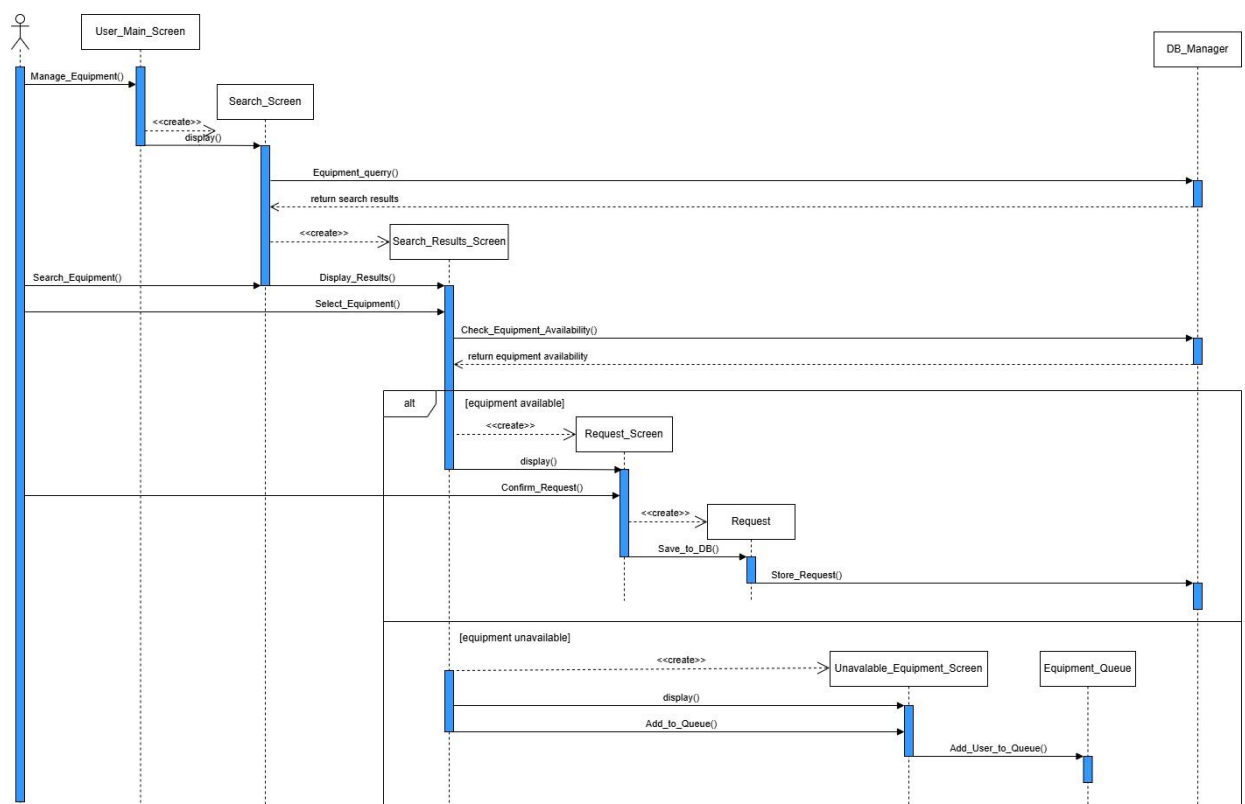 User_Main_Screen
DB_Manager
Manage_Equipment()
Search_Screen
<<create>>
display()
Equipment_querry()
return search results
<<create>>
Search_Results_Screen
Search_Equipment()
Display_Results()
Select_Equipment()
Check_Equipment_Availability()
return equipment availability
alt
[equipment available]
<<create>>
Request_Screen
display()
Confirm_Request()
<<create>>
Request
Save_to_DB()
Store_Request()
[equipment unavailable]
<<create>>
Unavalable_Equipment_Screen
Equipment_Queue
display()
Add_to_Queue()
Add_User_to_Queue()